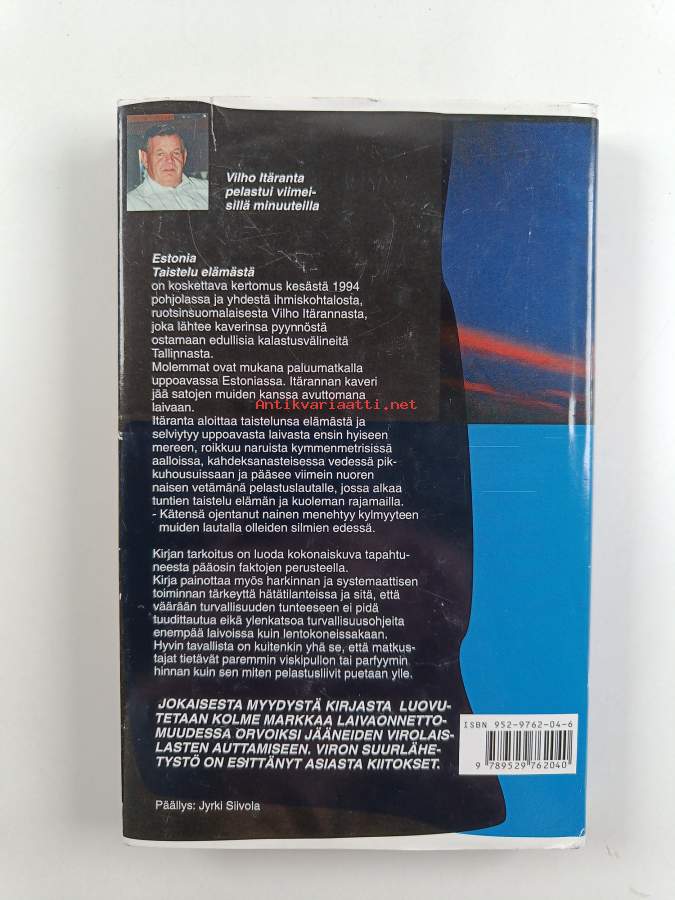 Vilho Itäranta
pelastui viimei-
sillä minuuteilla
Estonia
Taistelu elämästä
on koskettava kertomus kesästä 1994
pohjolassa ja yhdestä ihmiskohtalosta,
ruotsinsuomalaisesta Vilho Itärannasta,
joka lähtee kaverinsa pyynnöstä
ostamaan edullisia kalastusvälineitä
Tallinnasta.
Molemmat ovat mukana paluumatkalla
uppoavassa Estoniassa. Itärannan kaveri
jää satojen muiden kanssa avuttomana
laivaan.
Antikvariaatti.net
Itäranta aloittaa taistelunsa elämästä ja
selviytyy uppoavasta laivasta ensin hyiseen
mereen, roikkuu naruista kymmenmetrisissä
aalloissa, kahdeksanasteisessa vedessä pik-
kuhousuissaan ja pääsee viimein nuoren
naisen vetämänä pelastuslautalle, jossa alkaa
tuntien taistelu elämän ja kuoleman rajamailla.
- Kätensä ojentanut nainen menehtyy kylmyyteen
muiden lautalla olleiden silmien edessä.
Kirjan tarkoitus on luoda kokonaiskuva tapahtu-
neesta pääosin faktojen perusteella.
Kirja painottaa myös harkinnan ja systemaattisen
toiminnan tärkeyttä hätätilanteissa ja sitä, että
väärään turvallisuuden tunteeseen ei pidä
tuudittautua eikä ylenkatsoa turvallisuusohjeita
enempää laivoissa kuin lentokoneissakaan.
Hyvin tavallista on kuitenkin yhä se, että matkus-
tajat tietävät paremmin viskipullon tai parfyymin
hinnan kuin sen miten pelastusliivit puetaan ylle.
JOKAISESTA MYYDYSTÄ KIRJASTA LUOVU-
TETAAN KOLME MARKKAA LAIVAONNETTO-
MUUDESSA ORVOIKSI JÄÄNEIDEN VIROLAIS-
LASTEN AUTTAMISEEN. VIRON SUURLÄHE-
TYSTÖ ON ESITTÄNYT ASIASTA KIITOKSET.
ISBN 952-9762-04-6
9 789529 762040
Päällys: Jyrki Siivola